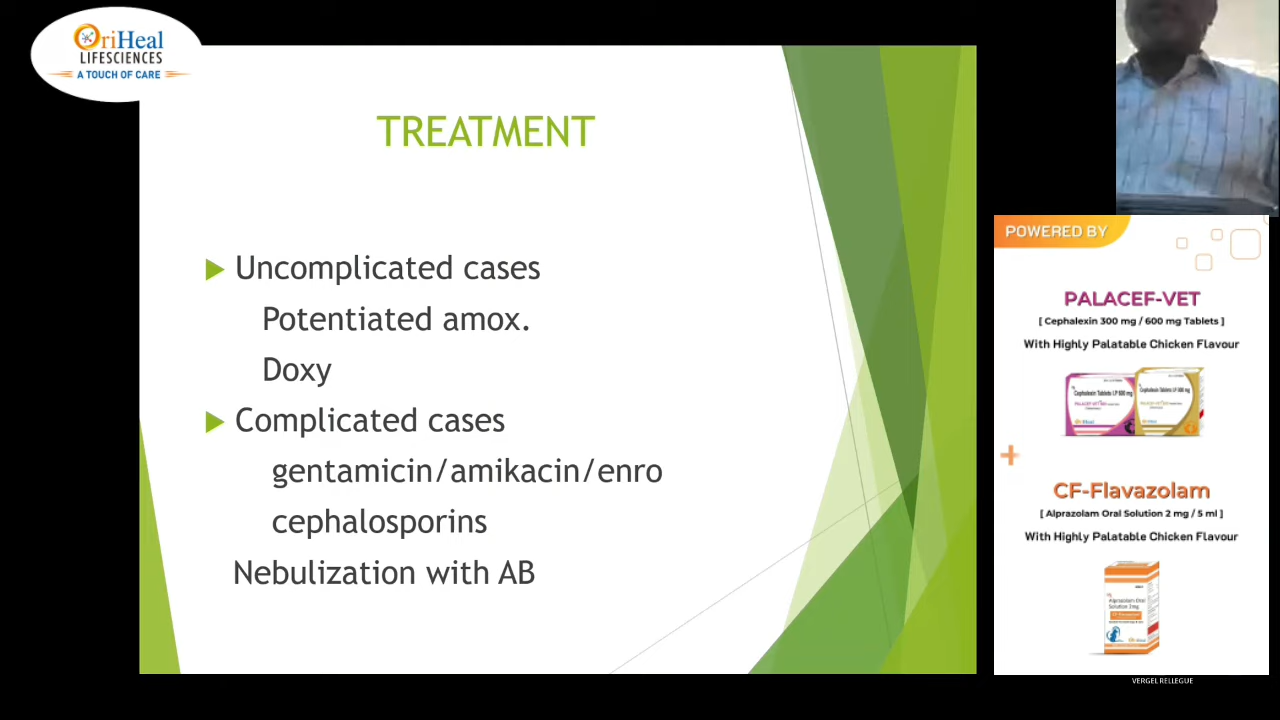 OriHeal
LIFESCIENCES
A TOUCH OF CARE
TREATMENT
Uncomplicated cases
Potentiated amox.
Doxy
Complicated cases
gentamicin/amikacin/enro
cephalosporins
Nebulization with AB
POWERED BY
PALACEF-VET
[ Cephalexin 300 mg / 600 mg Tablets ]
With Highly Palatable Chicken Flavour
+
CF-Flavazolam
[ Alprazolam Oral Solution 2 mg / 5 ml ]
With Highly Palatable Chicken Flavour
VERGEL RELLEGUE